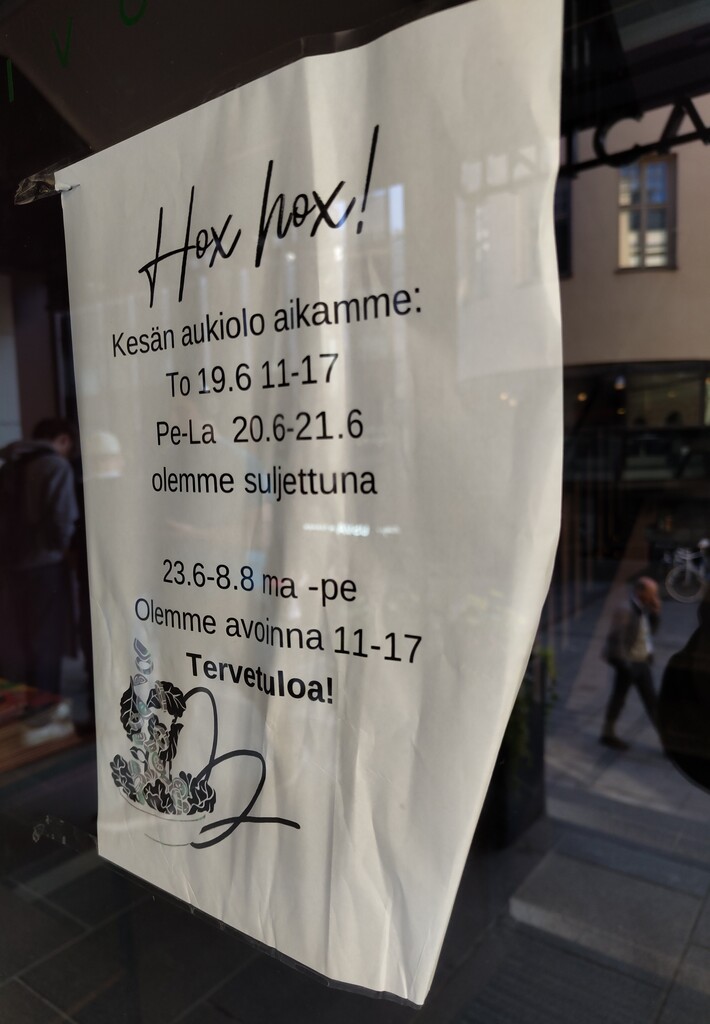 Hox hox!
Kesän aukiolo aikamme:
To 19.6 11-17
Pe-La 20.6-21.6
olemme suljettuna
23.6-8.8 ma -pe
Olemme avoinna 11-17
Tervetuloa!